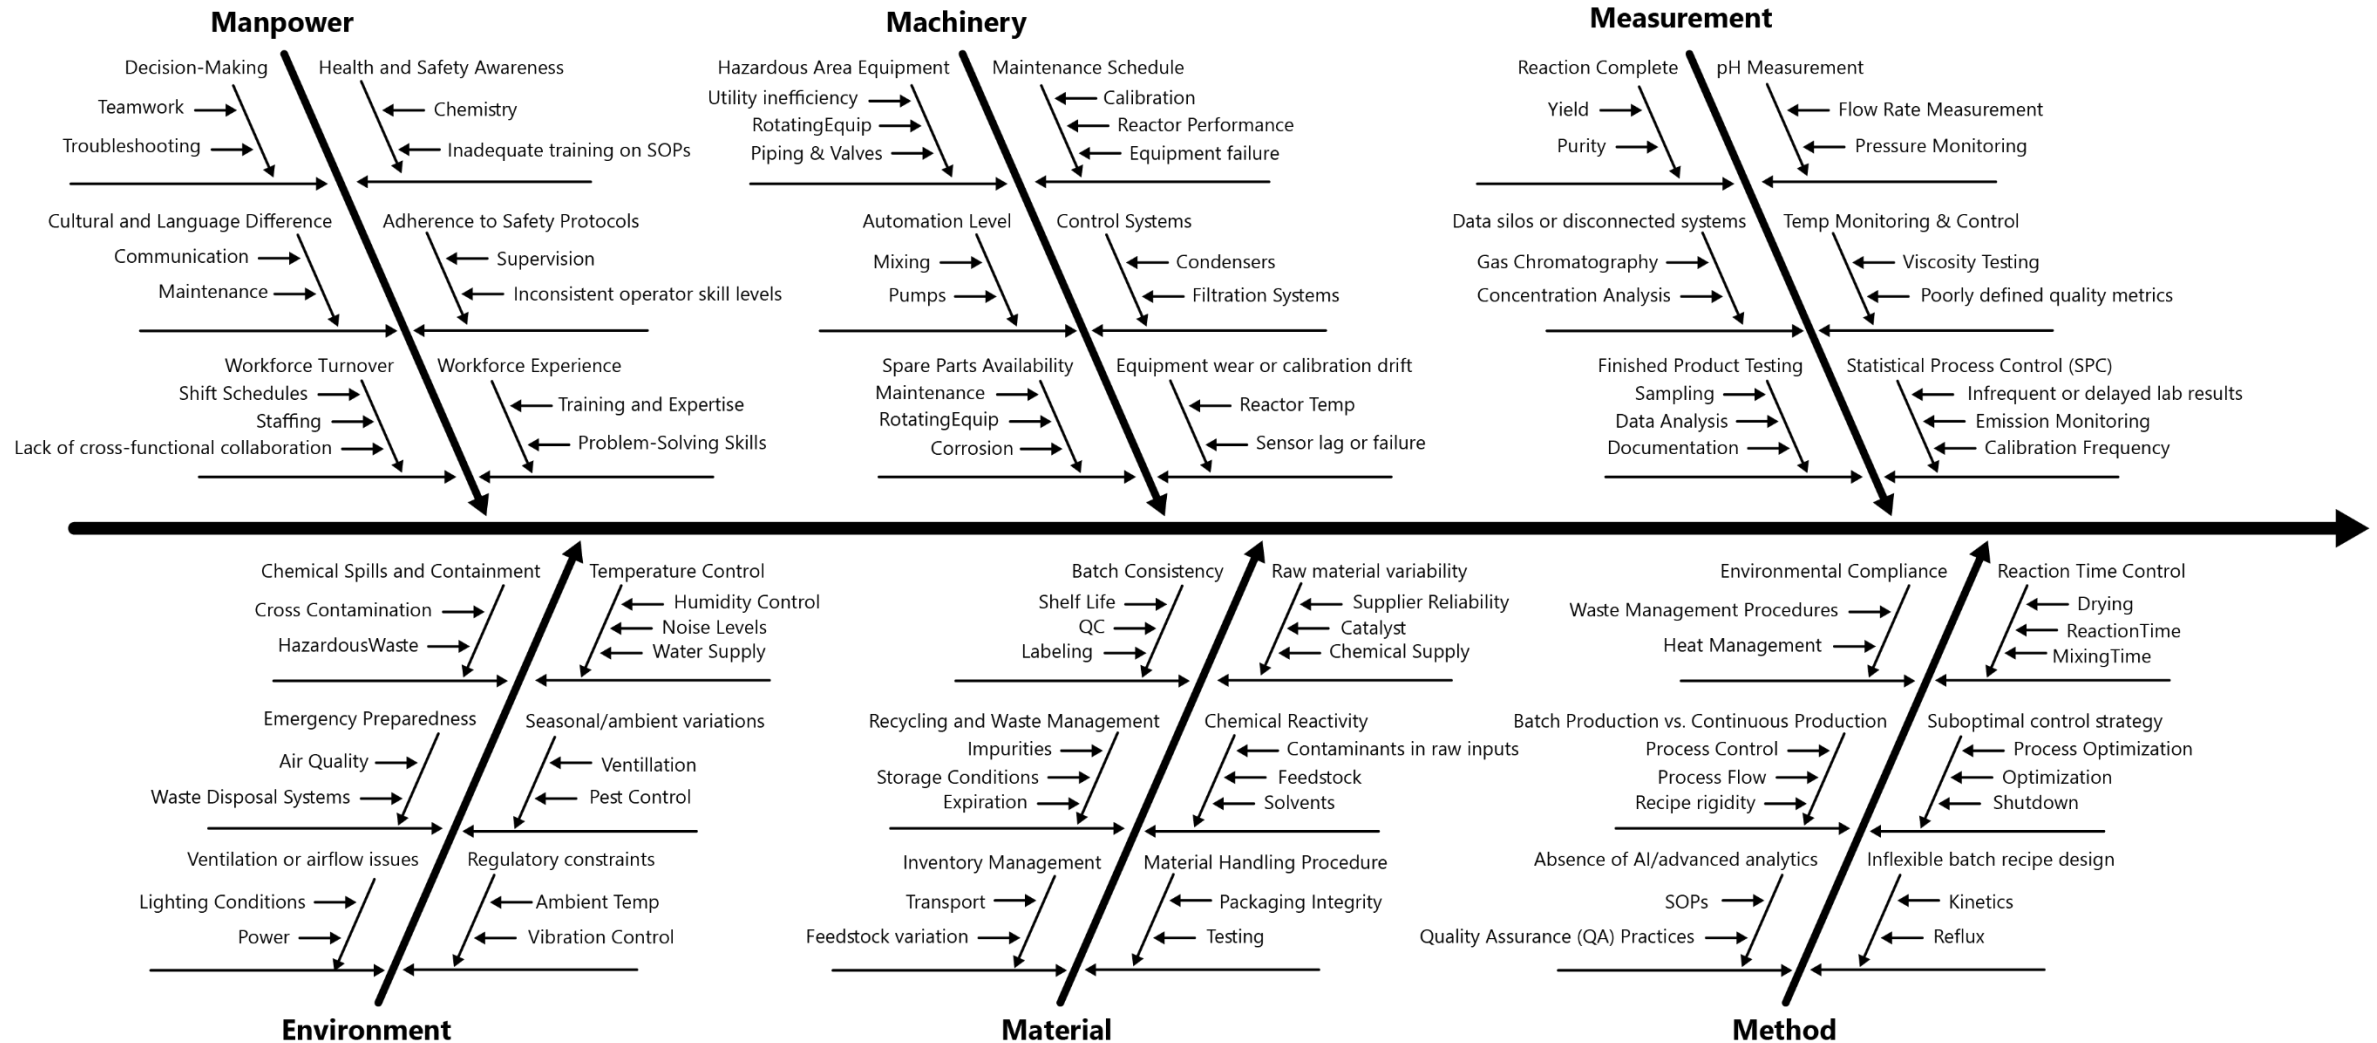 Manpower
Decision-Making
Teamwork
Troubleshooting
Health and Safety Awareness
Chemistry
Inadequate training on SOPs
Cultural and Language Difference
Communication
Maintenance
Adherence to Safety Protocols
Supervision
Inconsistent operator skill levels
Workforce Turnover
Shift Schedules
Staffing
Lack of cross-functional collaboration
Workforce Experience
Training and Expertise
Problem-Solving Skills
Machinery
Hazardous Area Equipment
Utility inefficiency
RotatingEquip
Piping & Valves
Maintenance Schedule
Calibration
Reactor Performance
Equipment failure
Automation Level
Mixing
Pumps
Control Systems
Condensers
Filtration Systems
Spare Parts Availability
Maintenance
RotatingEquip
Corrosion
Equipment wear or calibration drift
Reactor Temp
Sensor lag or failure
Measurement
Reaction Complete
Yield
Purity
pH Measurement
Flow Rate Measurement
Pressure Monitoring
Data silos or disconnected systems
Gas Chromatography
Concentration Analysis
Temp Monitoring & Control
Viscosity Testing
Poorly defined quality metrics
Finished Product Testing
Sampling
Data Analysis
Documentation
Statistical Process Control (SPC)
Infrequent or delayed lab results
Emission Monitoring
Calibration Frequency
Chemical Spills and Containment
Cross Contamination
HazardousWaste
Temperature Control
Humidity Control
Noise Levels
Water Supply
Emergency Preparedness
Air Quality
Waste Disposal Systems
Seasonal/ambient variations
Ventillation
Pest Control
Ventilation or airflow issues
Lighting Conditions
Power
Regulatory constraints
Ambient Temp
Vibration Control
Environment
Batch Consistency
Shelf Life
QC
Labeling
Raw material variability
Supplier Reliability
Catalyst
Chemical Supply
Recycling and Waste Management
Impurities
Storage Conditions
Expiration
Chemical Reactivity
Contaminants in raw inputs
Feedstock
Solvents
Inventory Management
Transport
Feedstock variation
Material Handling Procedure
Packaging Integrity
Testing
Material
Environmental Compliance
Waste Management Procedures
Heat Management
Reaction Time Control
Drying
ReactionTime
MixingTime
Batch Production vs. Continuous Production
Process Control
Process Flow
Recipe rigidity
Suboptimal control strategy
Process Optimization
Optimization
Shutdown
Absence of AI/advanced analytics
SOPs
Quality Assurance (QA) Practices
Inflexible batch recipe design
Kinetics
Reflux
Method